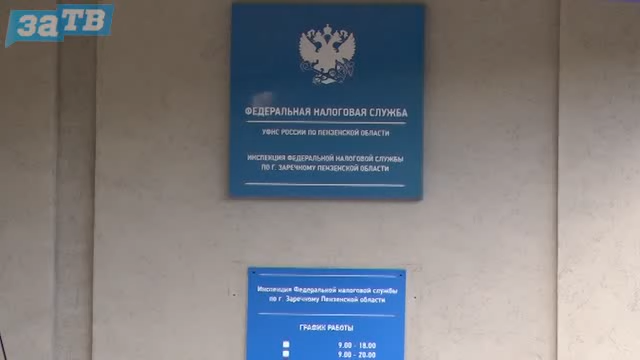 заТВ
ФЕДЕРАЛЬНАЯ НАЛОГОВАЯ СЛУЖБА
УФНС РОССИИ ПО ПЕНЗЕНСКОЙ ОБЛАСТИ
ИНСПЕКЦИЯ ФЕДЕРАЛЬНОЙ НАЛОГОВОЙ СЛУЖБЫ
ПО Г. ЗАРЕЧНОМУ ПЕНЗЕНСКОЙ ОБЛАСТИ
Инспекция Федеральной налоговой службы
по г. Заречному Пензенской области
ГРАФИК РАБОТЫ
9.00 - 18.00
9.00 - 20.00